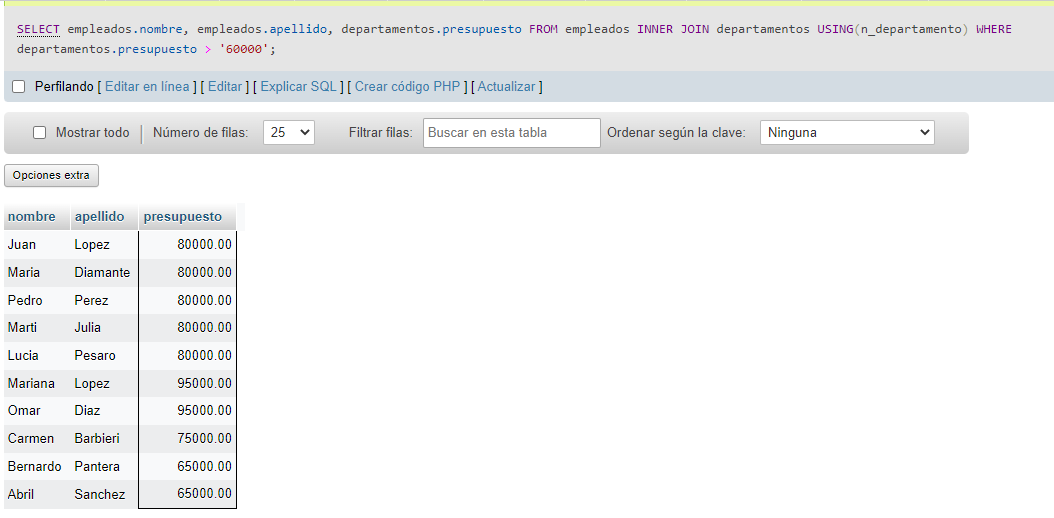 SELECT empleados.nombre, empleados.apellido, departamentos.presupuesto FROM empleados INNER JOIN departamentos USING(n_departamento) WHERE
departamentos.presupuesto > '60000';
Perfilando [ Editar en línea ] [ Editar ] [ Explicar SQL ] [ Crear código PHP ] [ Actualizar ]
Mostrar todo | Número de filas: 25 Filtrar filas: Buscar en esta tabla Ordenar según la clave: Ninguna
Opciones extra
nombre apellido presupuesto
Juan Lopez 80000.00
Maria Diamante 80000.00
Pedro Perez 80000.00
Marti Julia 80000.00
Lucia Pesaro 80000.00
Mariana Lopez 95000.00
Omar Diaz 95000.00
Carmen Barbieri 75000.00
Bernardo Pantera 65000.00
Abril Sanchez 65000.00